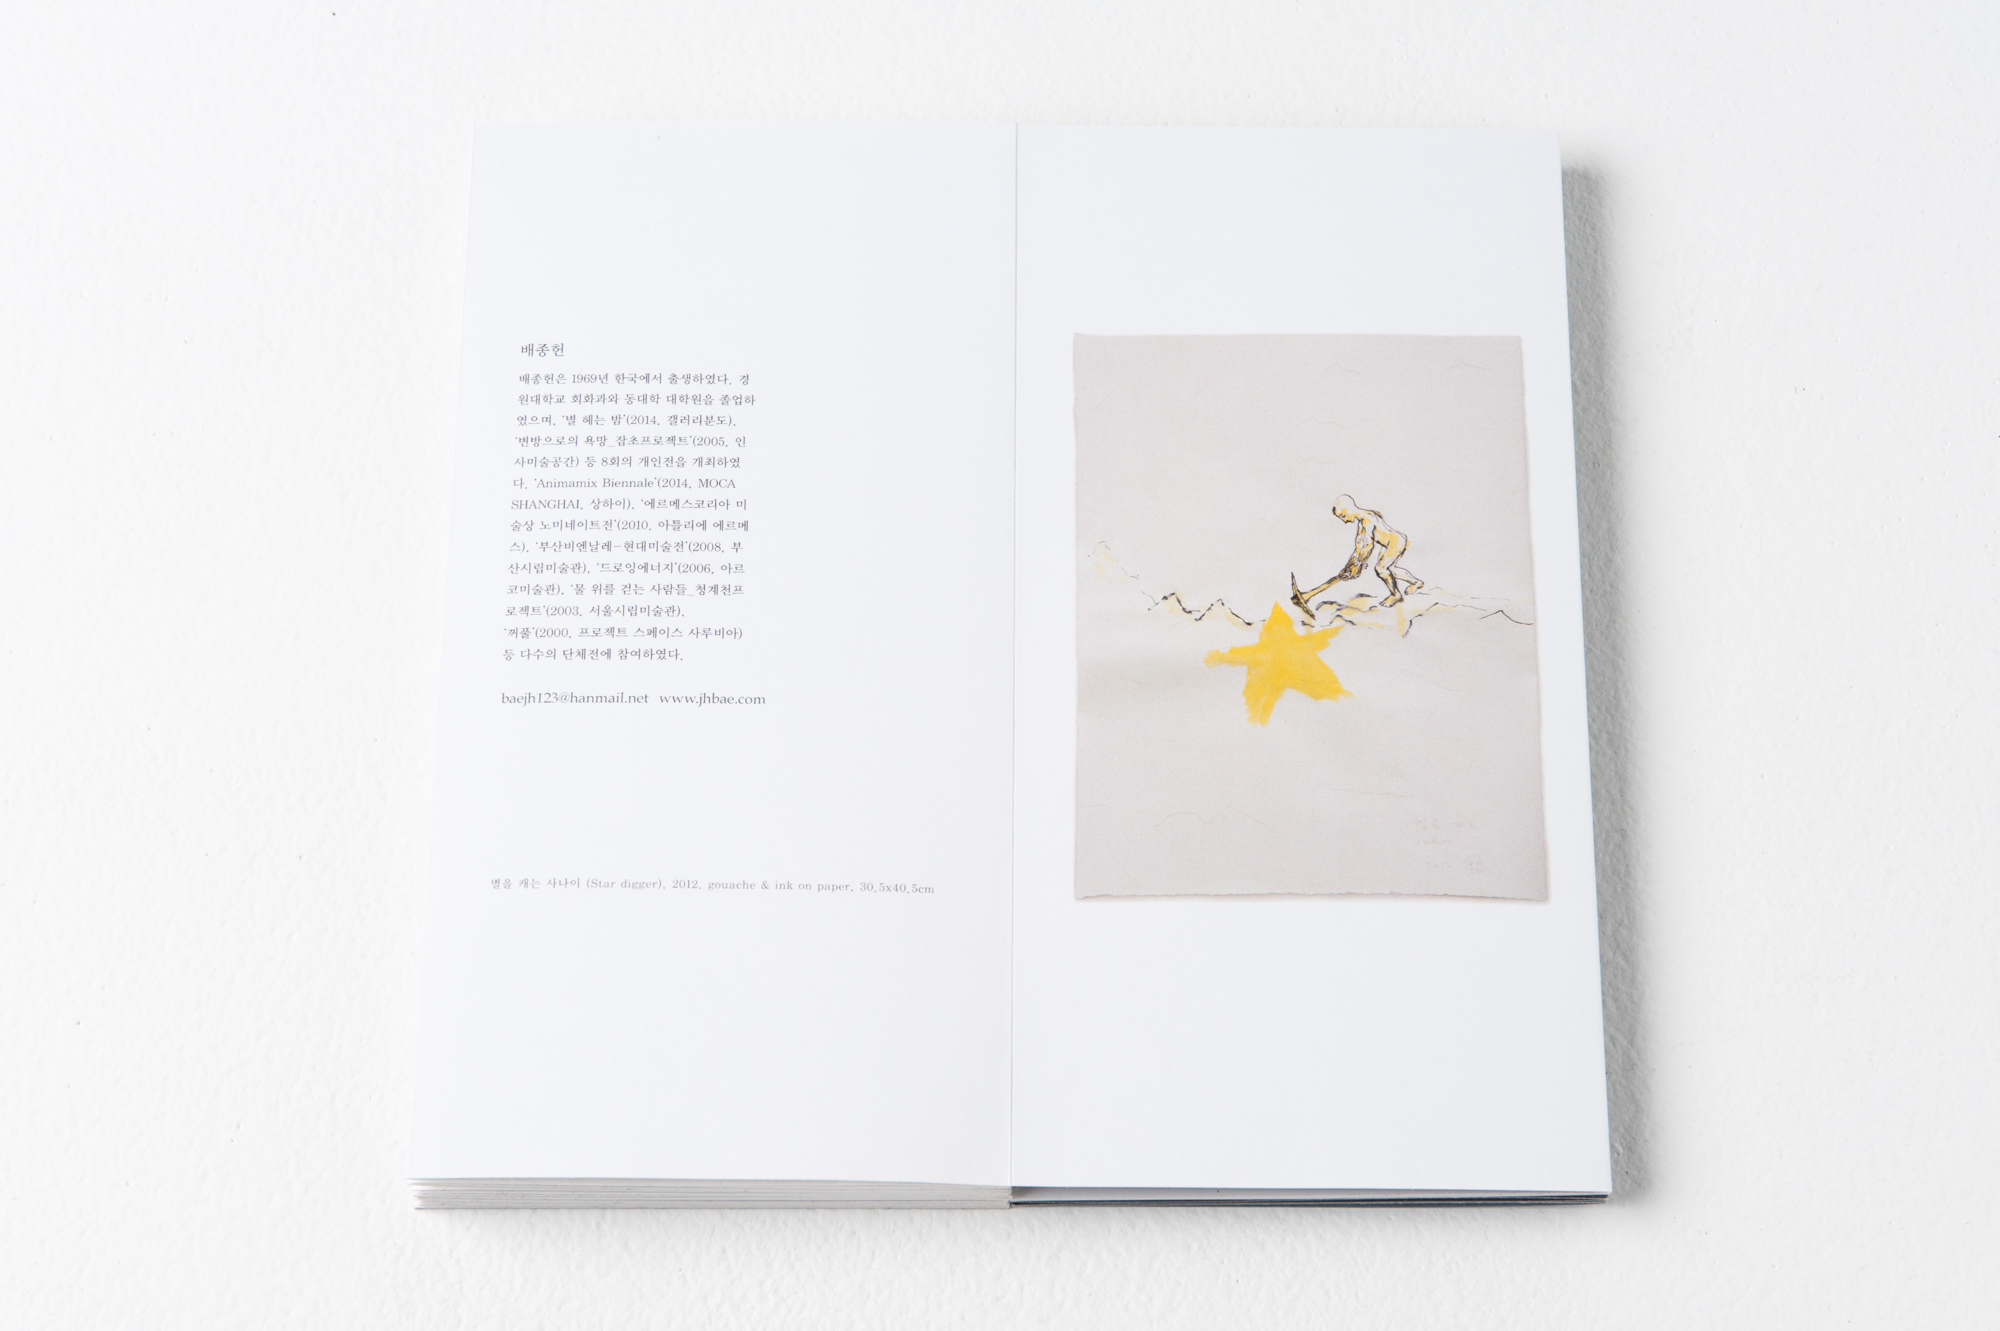 배종헌
배종헌은 1969년 한국에서 출생하였다. 경
원대학교 회화과와 동대학 대학원을 졸업하
였으며, '별 헤는 밤'(2014, 갤러리분도),
'변방으로의 욕망_잡초프로젝트'(2005, 인
사미술공간) 등 8회의 개인전을 개최하였
다. 'Animamix Biennale'(2014, MOCA
SHANGHAI, 상하이), '에르메스코리아 미
술상 노미네이트전'(2010, 아틀리에 에르메
스), '부산비엔날레-현대미술전'(2008, 부
산시립미술관), '드로잉에너지'(2006, 아르
코미술관), '물 위를 걷는 사람들_청계천프
로젝트'(2003, 서울시립미술관),
'꺼풀'(2000, 프로젝트 스페이스 사루비아)
등 다수의 단체전에 참여하였다.
baejh123@hanmail.net www.jhbae.com
별을 캐는 사나이 (Star digger), 2012, gouache & ink on paper, 30.5x40.5cm